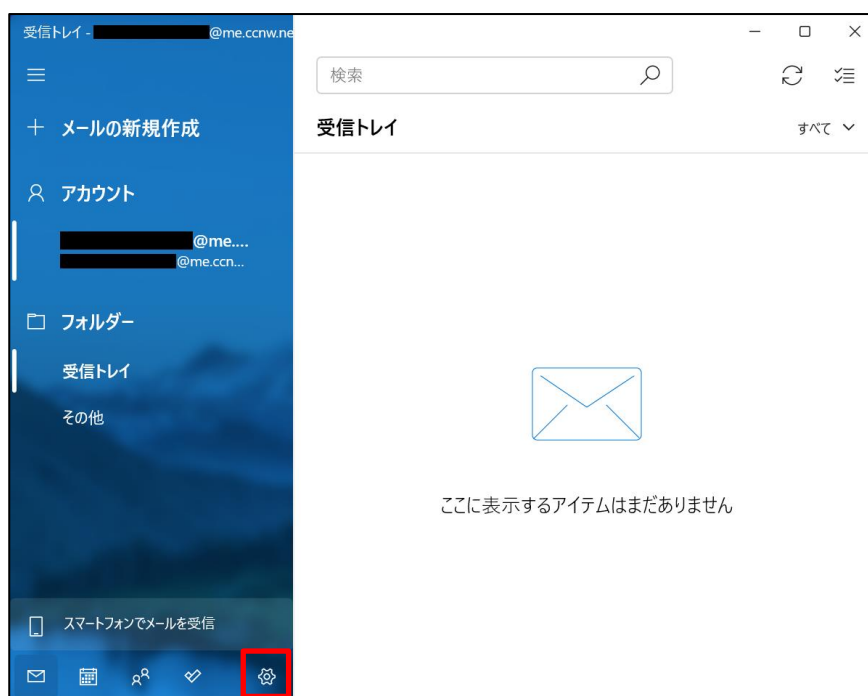 受信トレイ - @me.ccnw.ne
検索
メールの新規作成
受信トレイ
すべて
アカウント
@me....
@me.ccn...
フォルダー
受信トレイ
その他
ここに表示するアイテムはまだありません
スマートフォンでメールを受信